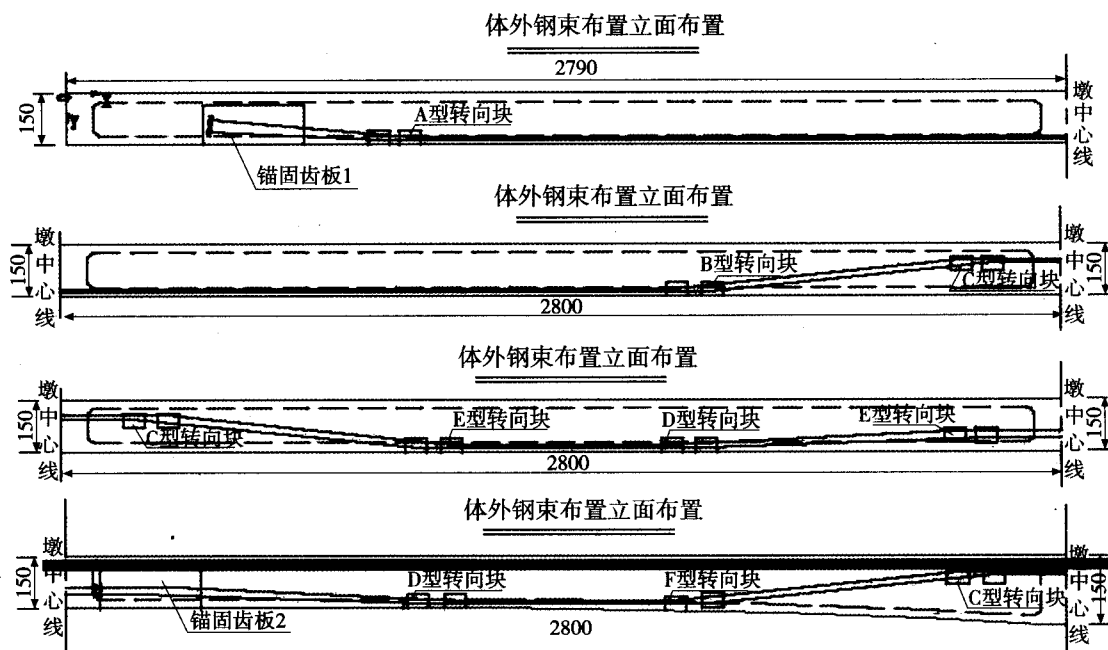 体外钢束布置立面布置
2790
150
A型转向块
锚固齿板1
墩中心线
体外钢束布置立面布置
墩中心线
150
B型转向块
C型转向块
150
墩中心线
2800
体外钢束布置立面布置
墩中心线
150
C型转向块
E型转向块
D型转向块
E型转向块
150
墩中心线
2800
体外钢束布置立面布置
墩中心线
150
D型转向块
F型转向块
C型转向块
150
墩中心线
锚固齿板2
2800